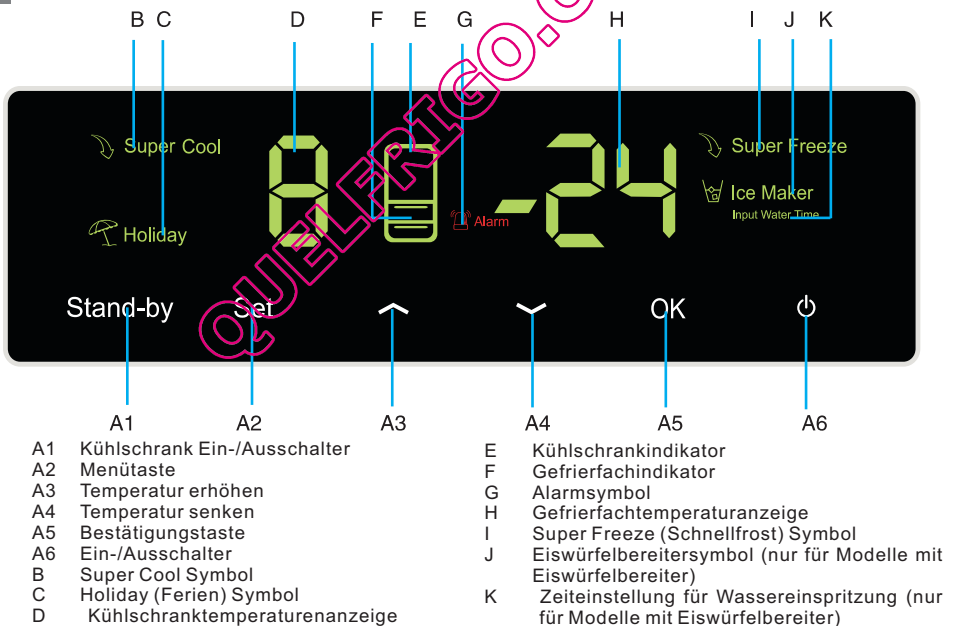 B C D F E G H I J K
Super Cool
8
-24
Super Freeze
Ice Maker
Input Water Time
Alarm
Holiday
Stand-by Set OK
QUELFRIGO.
A1 A2 A3 A4 A5 A6
A1 Kühlschrank Ein-/Ausschalter
A2 Menütaste
A3 Temperatur erhöhen
A4 Temperatur senken
A5 Bestätigungstaste
A6 Ein-/Ausschalter
B Super Cool Symbol
C Holiday (Ferien) Symbol
D Kühlschranktemperaturenanzeige
E Kühlschrankindikator
F Gefrierfachindikator
G Alarmsymbol
H Gefrierfachtemperaturanzeige
I Super Freeze (Schnellfrost) Symbol
J Eiswürfelbereitersymbol (nur für Modelle mit
Eiswürfelbereiter)
K Zeiteinstellung für Wassereinspritzung (nur
für Modelle mit Eiswürfelbereiter)